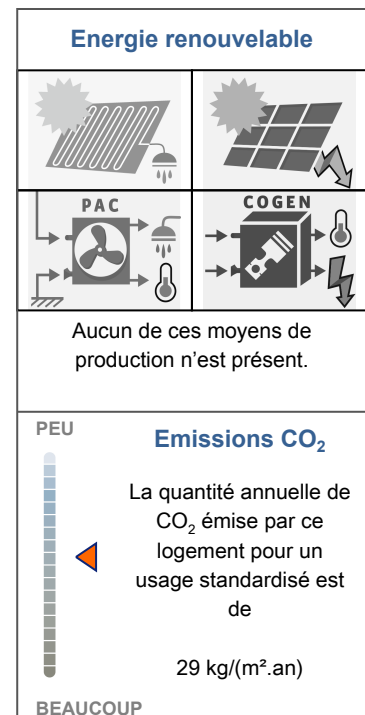 Energie renouvelable
PAC
COGEN
Aucun de ces moyens de
production n'est présent.
PEU
Emissions CO₂
La quantité annuelle de
CO₂ émise par ce
logement pour un
usage standardisé est
de
29 kg/(m².an)
BEAUCOUP